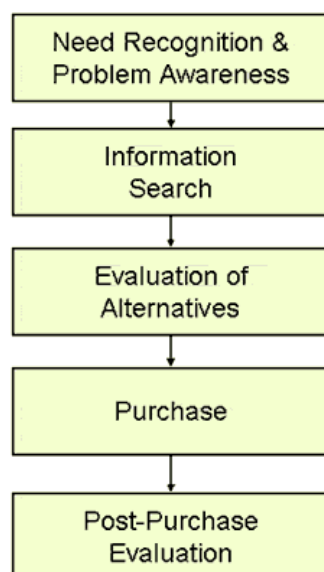 Need Recognition &
Problem Awareness
Information
Search
Evaluation of
Alternatives
Purchase
Post-Purchase
Evaluation